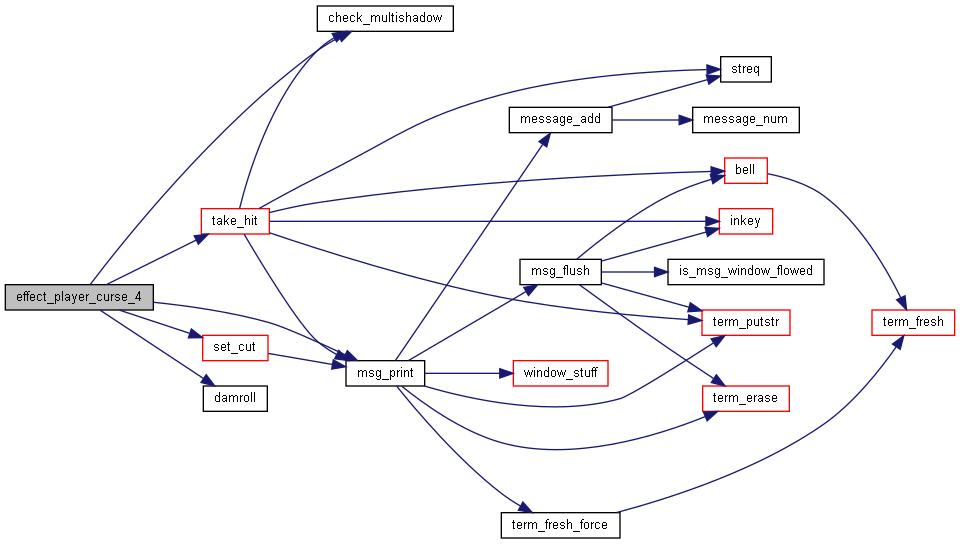 check_multishadow
streq
message_add
message_num
bell
take_hit
inkey
msg_flush
is_msg_window_flowed
effect_player_curse_4
term_putstr
term_fresh
set_cut
msg_print
window_stuff
damroll
term_erase
term_fresh_force